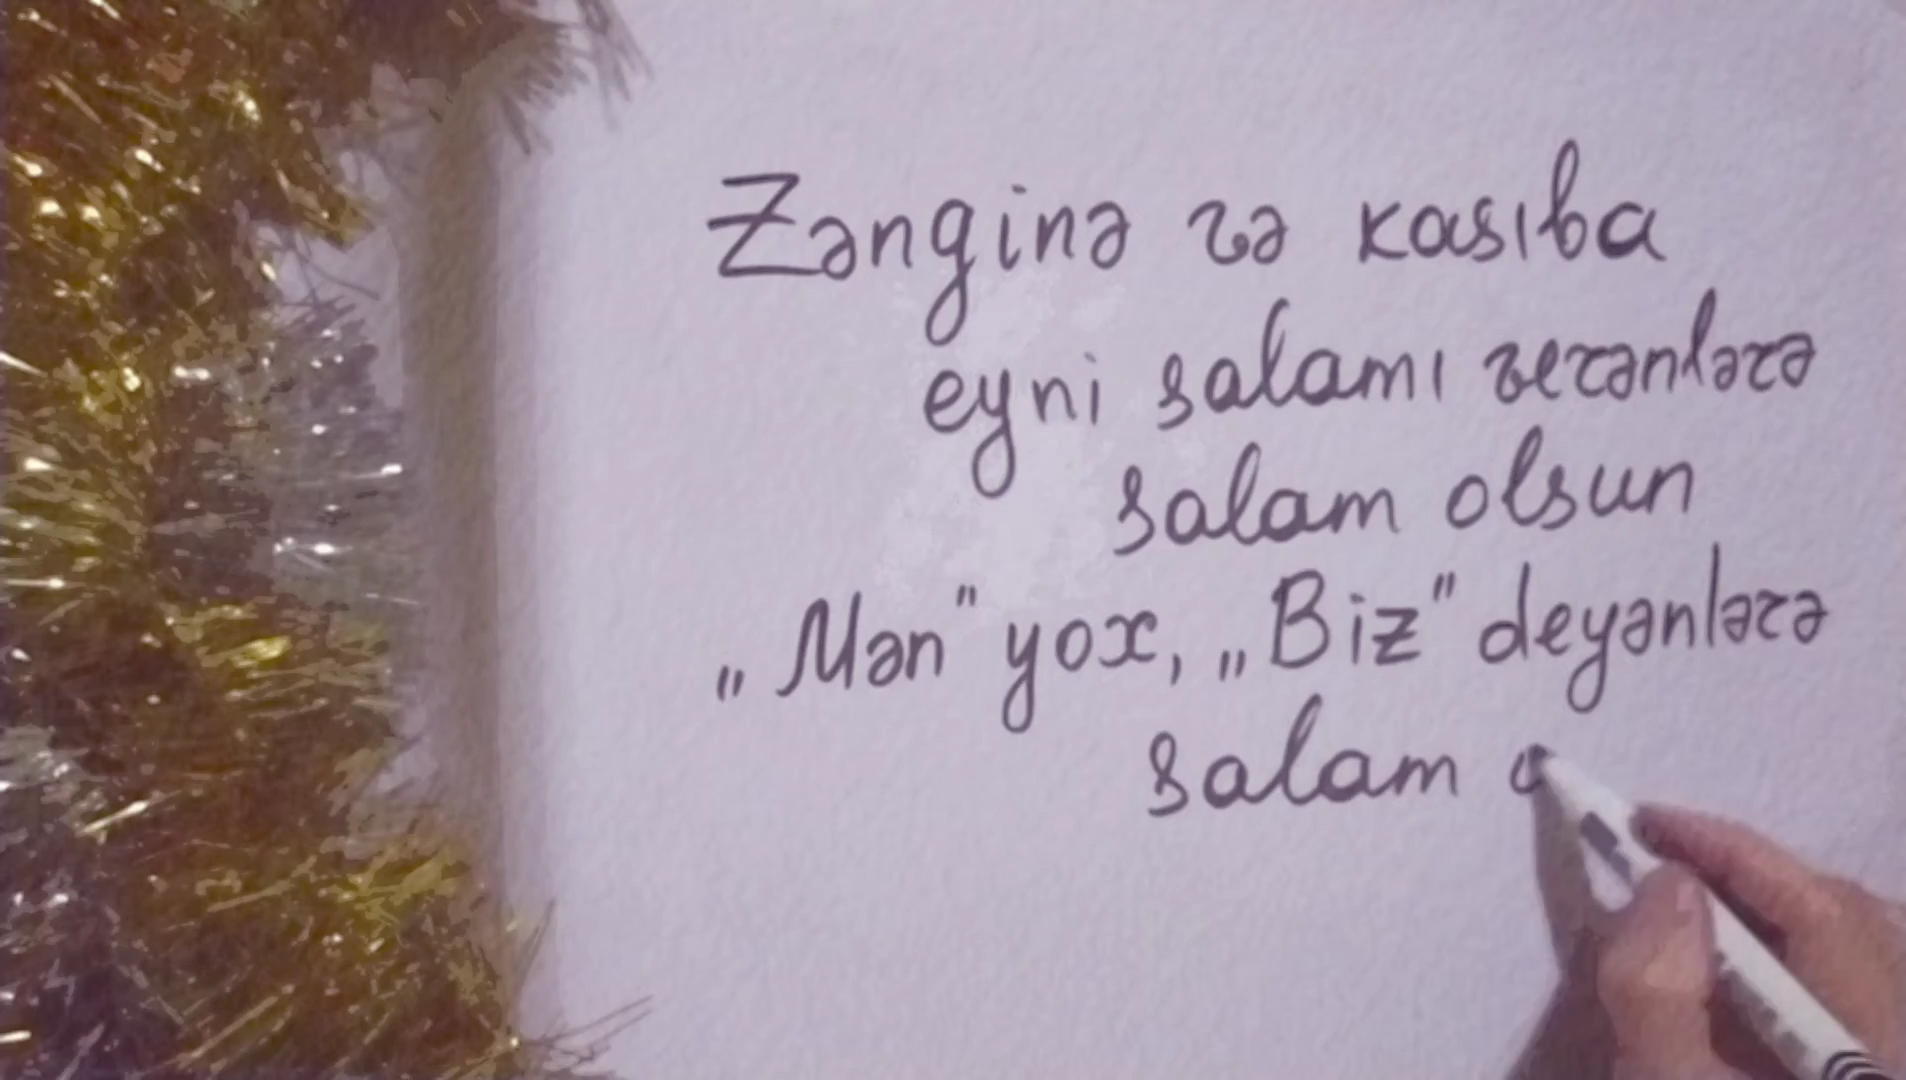 Zənginə və kasıba
eyni salamı verənlərə
salam olsun
„Mən" yox, „Biz" deyənlərə
salam o